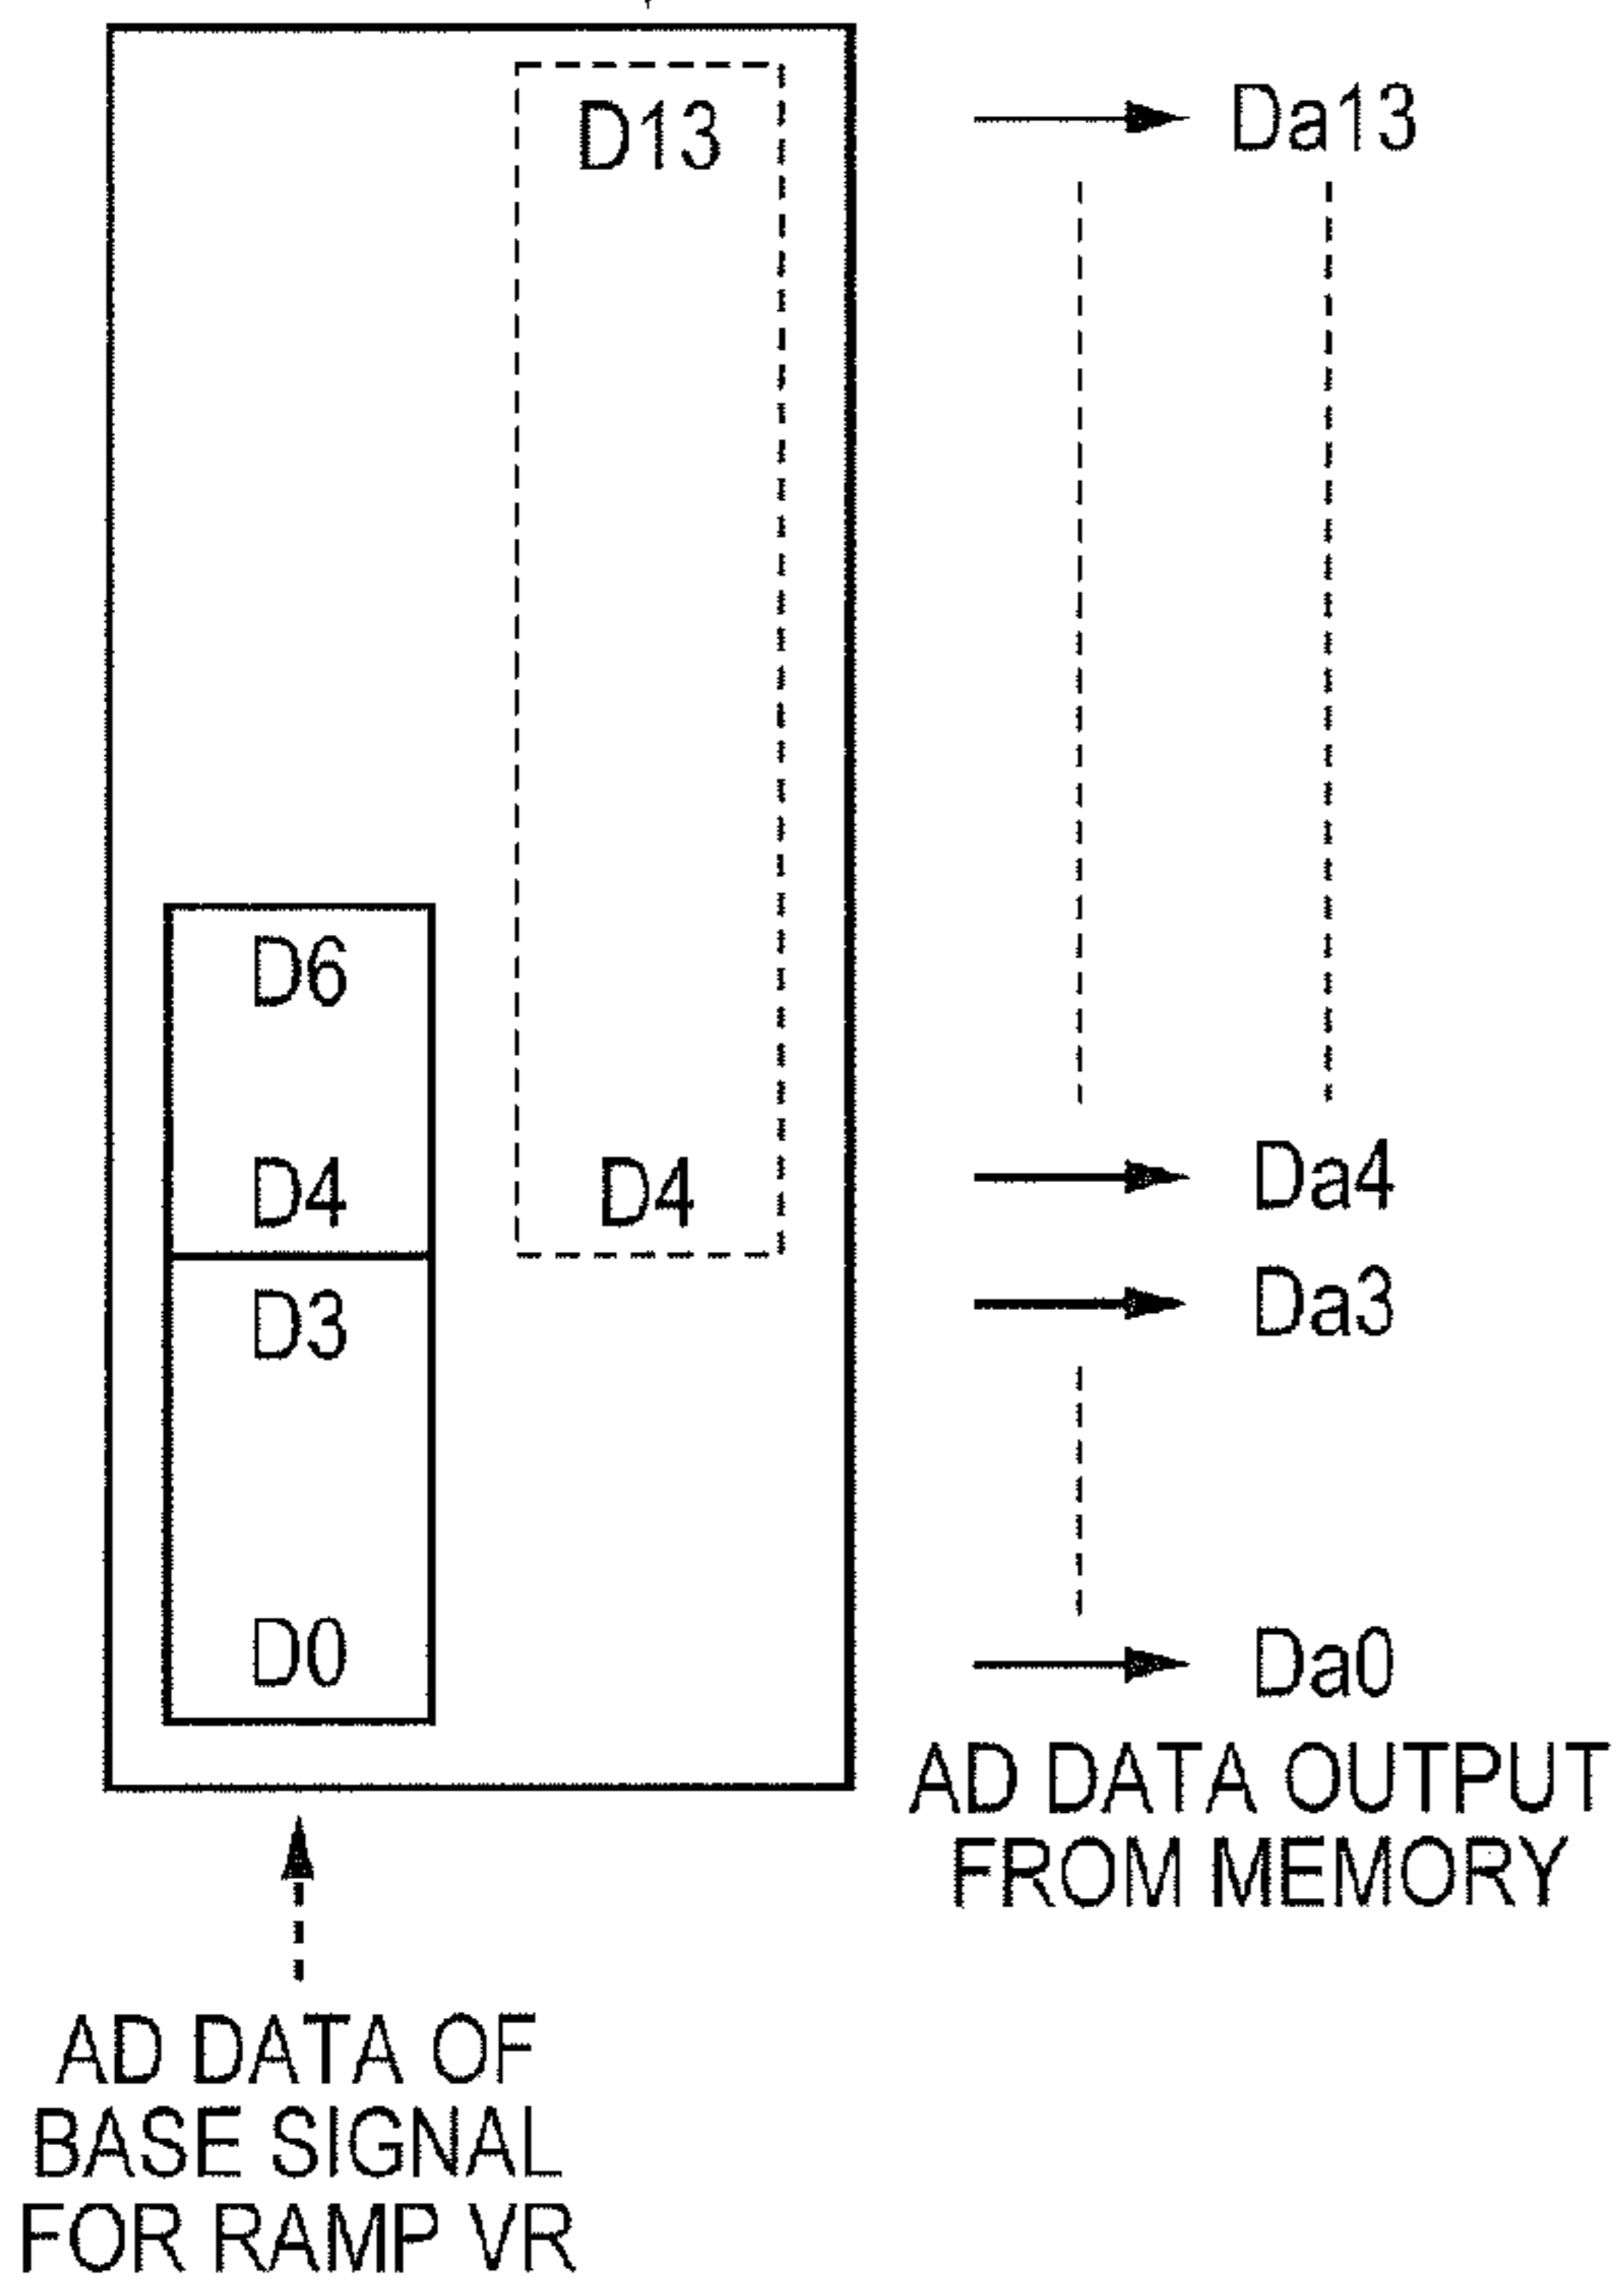 D13
Da13
D6
D4
D4
Da4
D3
Da3
D0
Da0
AD DATA OUTPUT
FROM MEMORY
AD DATA OF
BASE SIGNAL
FOR RAMP VR